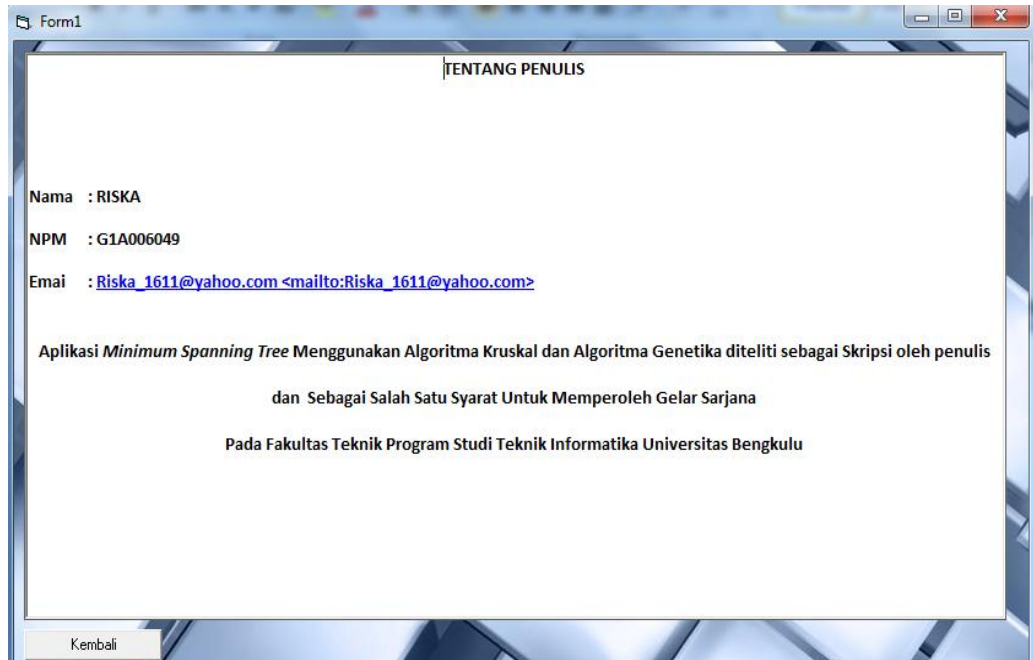 Form1
TENTANG PENULIS
Nama : RISKA
NPM : G1A006049
Emai : Riska_1611@yahoo.com <mailto:Riska_1611@yahoo.com>
Aplikasi Minimum Spanning Tree Menggunakan Algoritma Kruskal dan Algoritma Genetika diteliti sebagai Skripsi oleh penulis
dan Sebagai Salah Satu Syarat Untuk Memperoleh Gelar Sarjana
Pada Fakultas Teknik Program Studi Teknik Informatika Universitas Bengkulu
Kembali